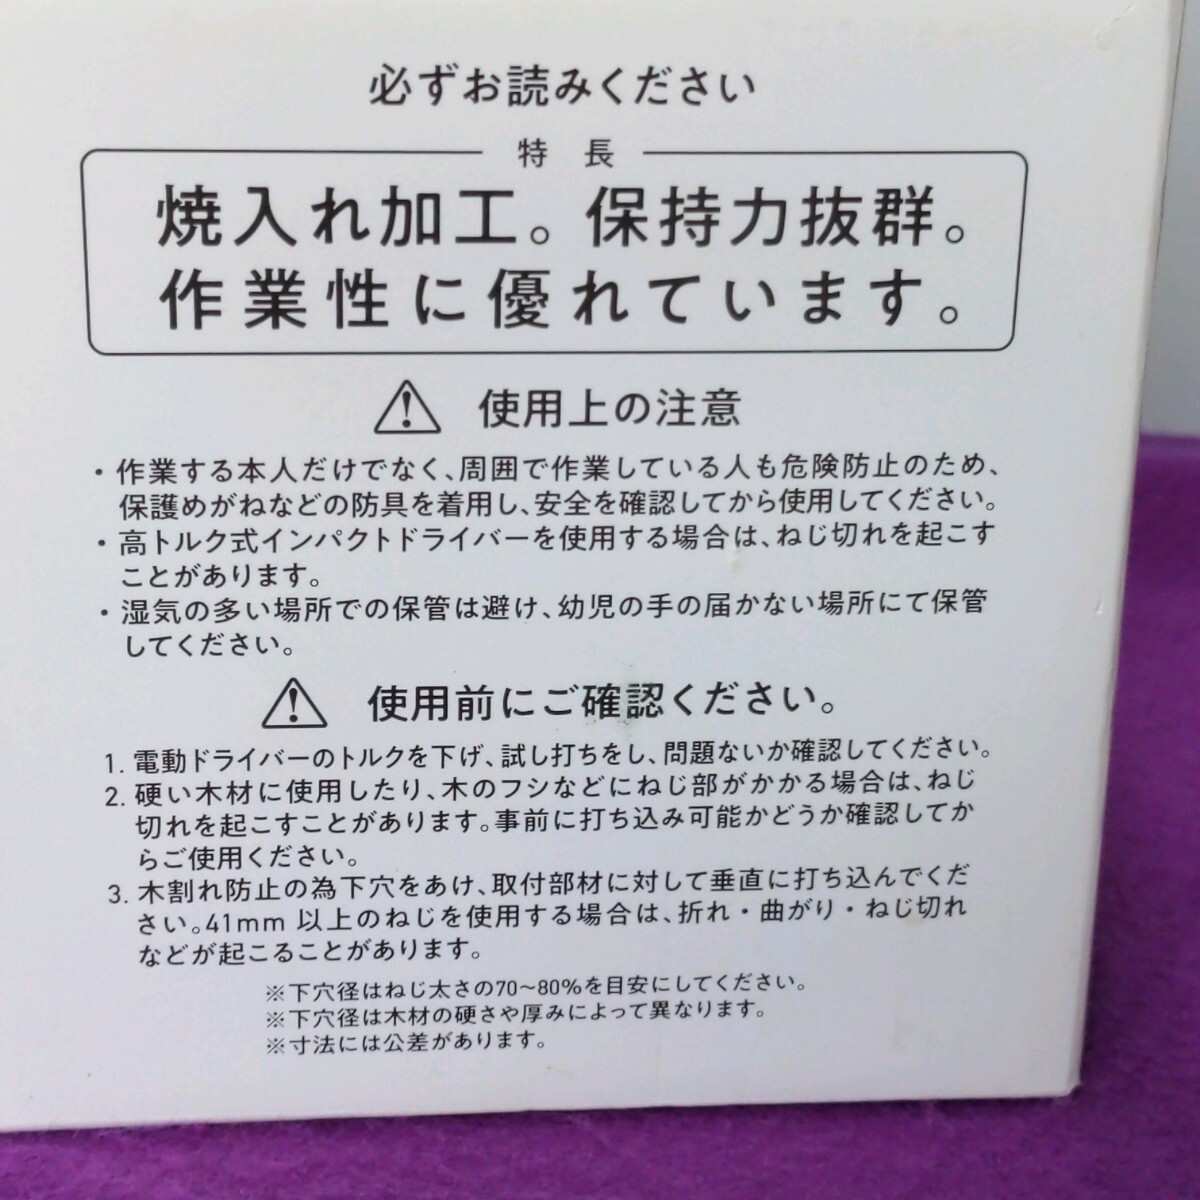 必ずお読みください
特長
焼入れ加工。保持力抜群。
作業性に優れています。
使用上の注意
・作業する本人だけでなく、周囲で作業している人も危険防止のため、
保護めがねなどの防具を着用し、安全を確認してから使用してください。
・高トルク式インパクトドライバーを使用する場合は、ねじ切れを起こす
ことがあります。
・湿気の多い場所での保管は避け、幼児の手の届かない場所にて保管
してください。
使用前にご確認ください。
1. 電動ドライバーのトルクを下げ、試し打ちをし、問題ないか確認してください。
2. 硬い木材に使用したり、木のフシなどにねじ部がかかる場合は、ねじ
切れを起こすことがあります。事前に打ち込み可能かどうか確認してか
らご使用ください。
3. 木割れ防止の為下穴をあけ、取付部材に対して垂直に打ち込んでくだ
さい。41mm 以上のねじを使用する場合は、折れ・曲がり・ねじ切れ
などが起こることがあります。
※下穴径はねじ太さの70~80%を目安にしてください。
※下穴径は木材の硬さや厚みによって異なります。
※寸法には公差があります。